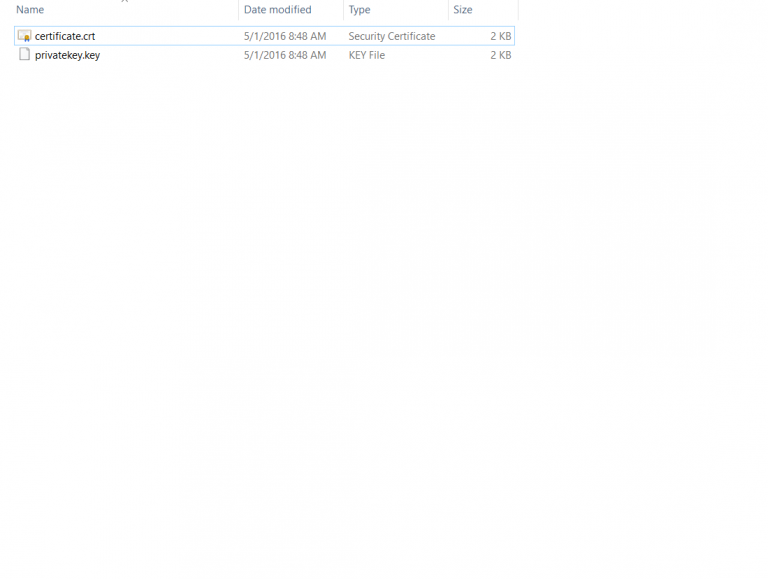 Name Date modified Type Size
certificate.crt 5/1/2016 8:48 AM Security Certificate 2 KB
privatekey.key 5/1/2016 8:48 AM KEY File 2 KB